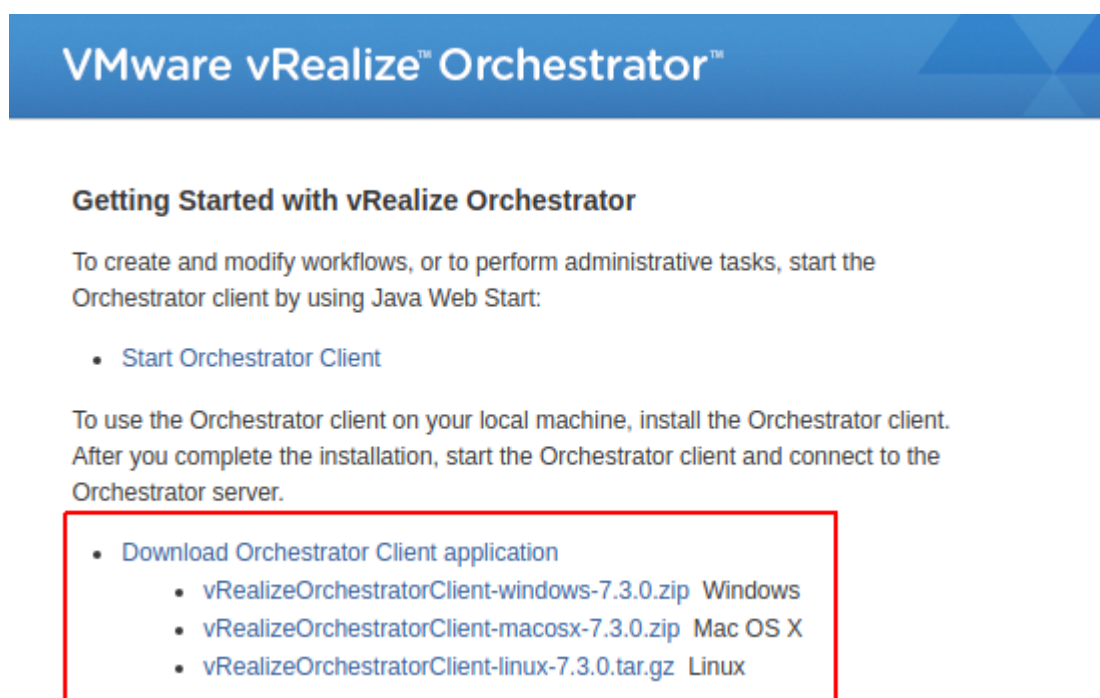 VMware vRealize™ Orchestrator™
Getting Started with vRealize Orchestrator
To create and modify workflows, or to perform administrative tasks, start the
Orchestrator client by using Java Web Start:
• Start Orchestrator Client
To use the Orchestrator client on your local machine, install the Orchestrator client.
After you complete the installation, start the Orchestrator client and connect to the
Orchestrator server.
• Download Orchestrator Client application
• vRealizeOrchestratorClient-windows-7.3.0.zip Windows
• vRealizeOrchestratorClient-macosx-7.3.0.zip Mac OS X
• vRealizeOrchestratorClient-linux-7.3.0.tar.gz Linux